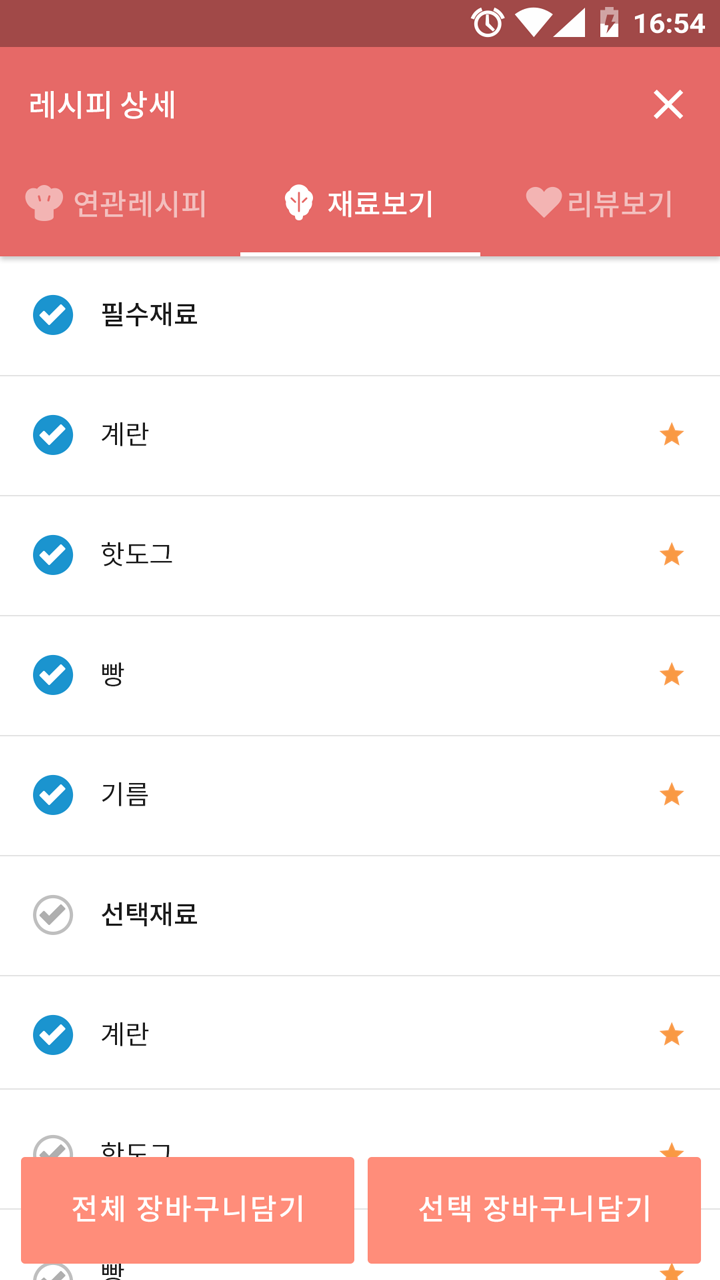 16:54
레시피 상세
연관레시피 재료보기 리뷰보기
필수재료
계란
핫도그
빵
기름
선택재료
계란
핫도그
전체 장바구니담기 선택 장바구니담기
빵